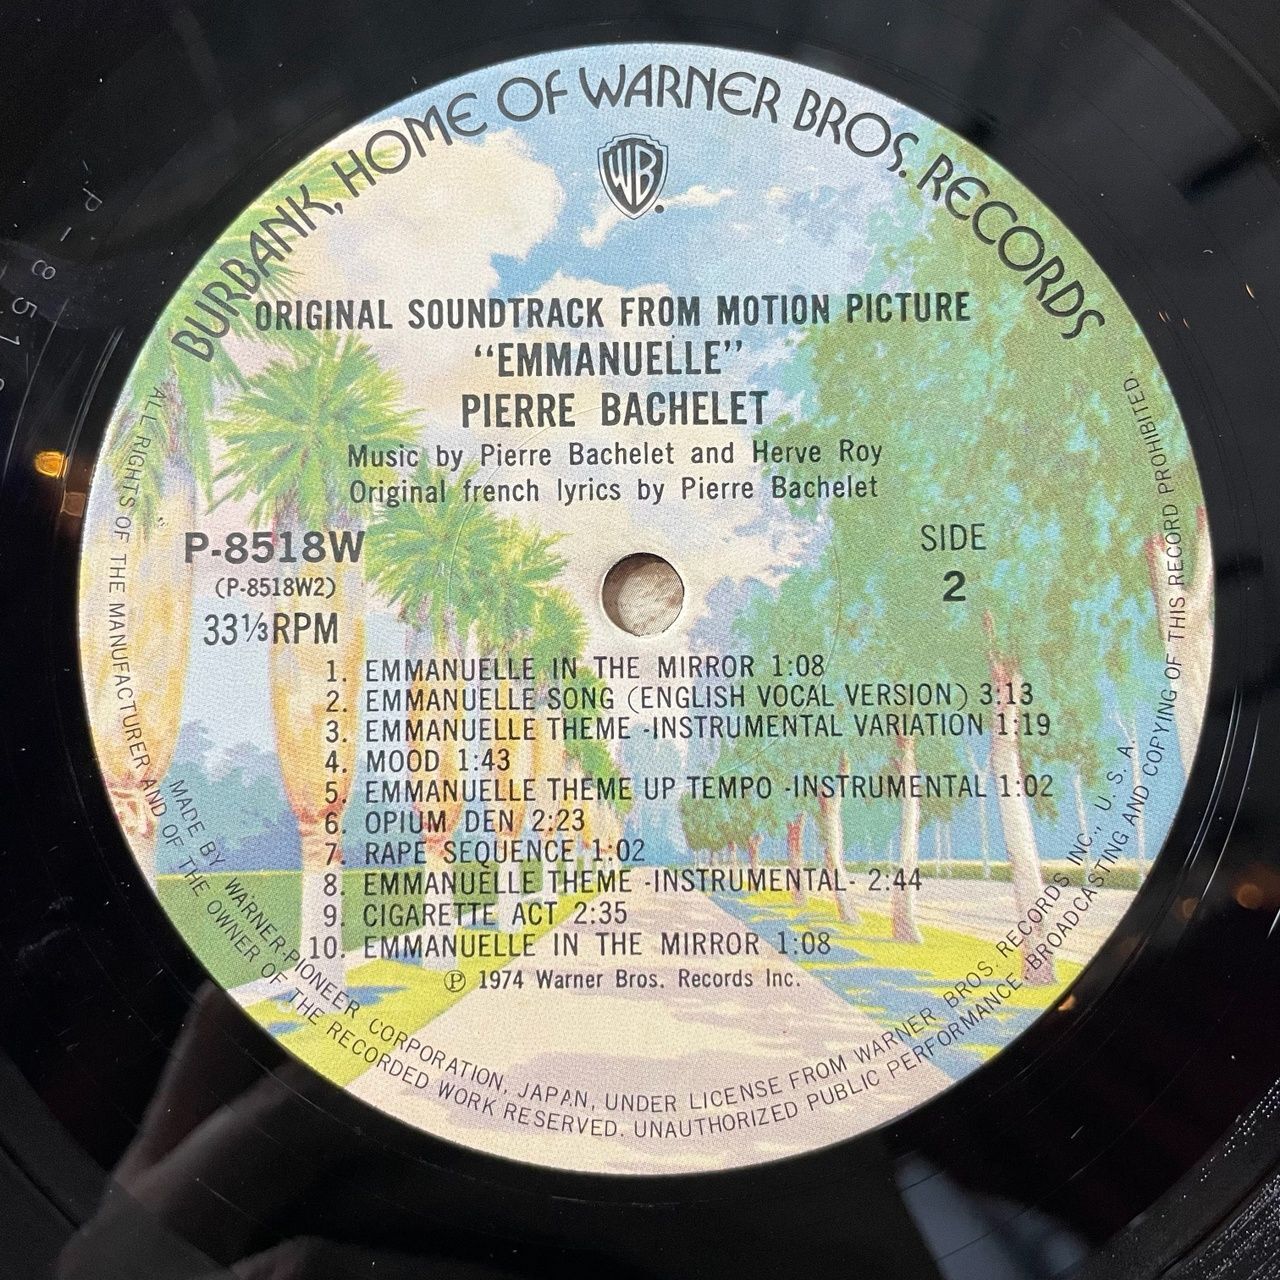 BURBANK, HOME OF WARNER BROS. RECORDS
WB
ORIGINAL SOUNDTRACK FROM MOTION PICTURE
“EMMANUELLE”
PIERRE BACHELET
Music by Pierre Bachelet and Herve Roy
Original french lyrics by Pierre Bachelet
P-8518W
(P-8518W2)
33⅓RPM
SIDE
2
1. EMMANUELLE IN THE MIRROR 1:08
2. EMMANUELLE SONG (ENGLISH VOCAL VERSION) 3:13
3. EMMANUELLE THEME -INSTRUMENTAL VARIATION 1:19
4. MOOD 1:43
5. EMMANUELLE THEME UP TEMPO -INSTRUMENTAL 1:02
6. OPIUM DEN 2:23
7. RAPE SEQUENCE 1:02
8. EMMANUELLE THEME -INSTRUMENTAL- 2:44
9. CIGARETTE ACT 2:35
10. EMMANUELLE IN THE MIRROR 1:08
Ⓟ 1974 Warner Bros. Records Inc.
MADE BY WARNER-PIONEER CORPORATION, JAPAN, UNDER LICENSE FROM WARNER BROS. RECORDS INC., U. S. A.
"ALL RIGHTS OF THE MANUFACTURER AND OF THE OWNER OF THE RECORDED WORK RESERVED. UNAUTHORIZED PUBLIC PERFORMANCE. BROADCASTING AND COPYING OF THIS RECORD PROHIBITED.
P-851